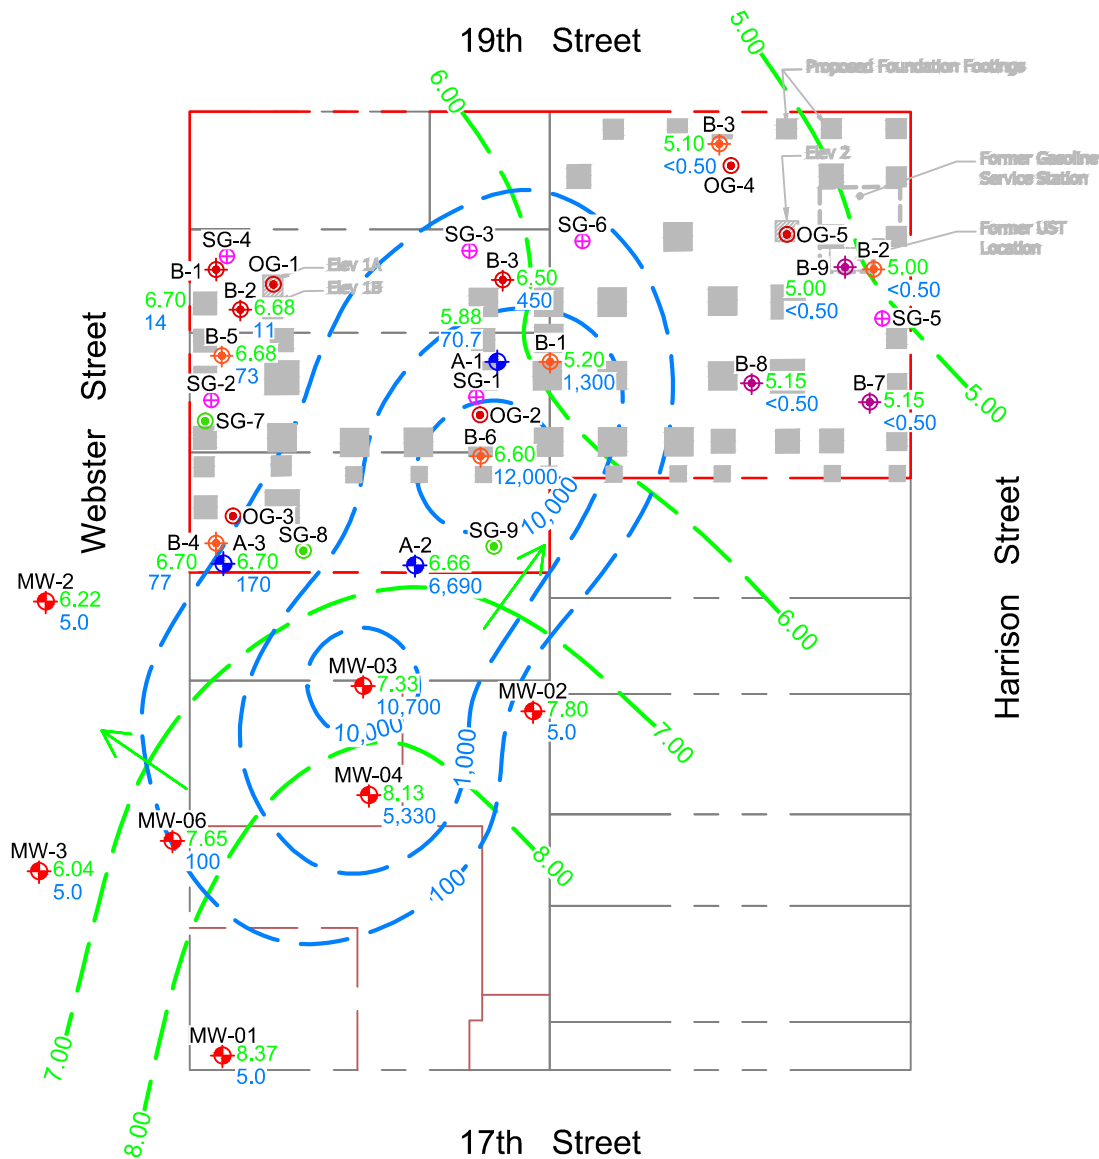 19th Street
5.00
Proposed Foundation Footings
6.00
B-3
5.10
<0.50
OG-4
Elev 2
Former Gasoline
Service Station
SG-4
SG-3
SG-6
OG-5
Former UST
Location
B-1
OG-1
Elev 1A
Elev 1B
B-3
6.50
450
B-9
5.00
<0.50
B-2
5.00
<0.50
6.70
14
B-2
6.68
11
5.88
70.7
A-1
SG-5
B-5
6.68
73
B-1
5.20
1,300
SG-2
SG-1
B-8
5.15
<0.50
B-7
5.15
<0.50
5.00
SG-7
OG-2
B-6
6.60
12,000
Webster Street
10,000
OG-3
SG-8
SG-9
B-4
6.70
77
A-3
6.70
170
A-2
6.66
6,690
Harrison Street
MW-2
6.22
5.0
6.00
MW-03
7.33
10,700
10,000
MW-02
7.80
5.0
7.00
1,000
MW-04
8.13
5,330
MW-06
7.65
100
MW-3
6.04
5.0
8.00
100
MW-01
8.37
5.0
7.00
8.00
17th Street